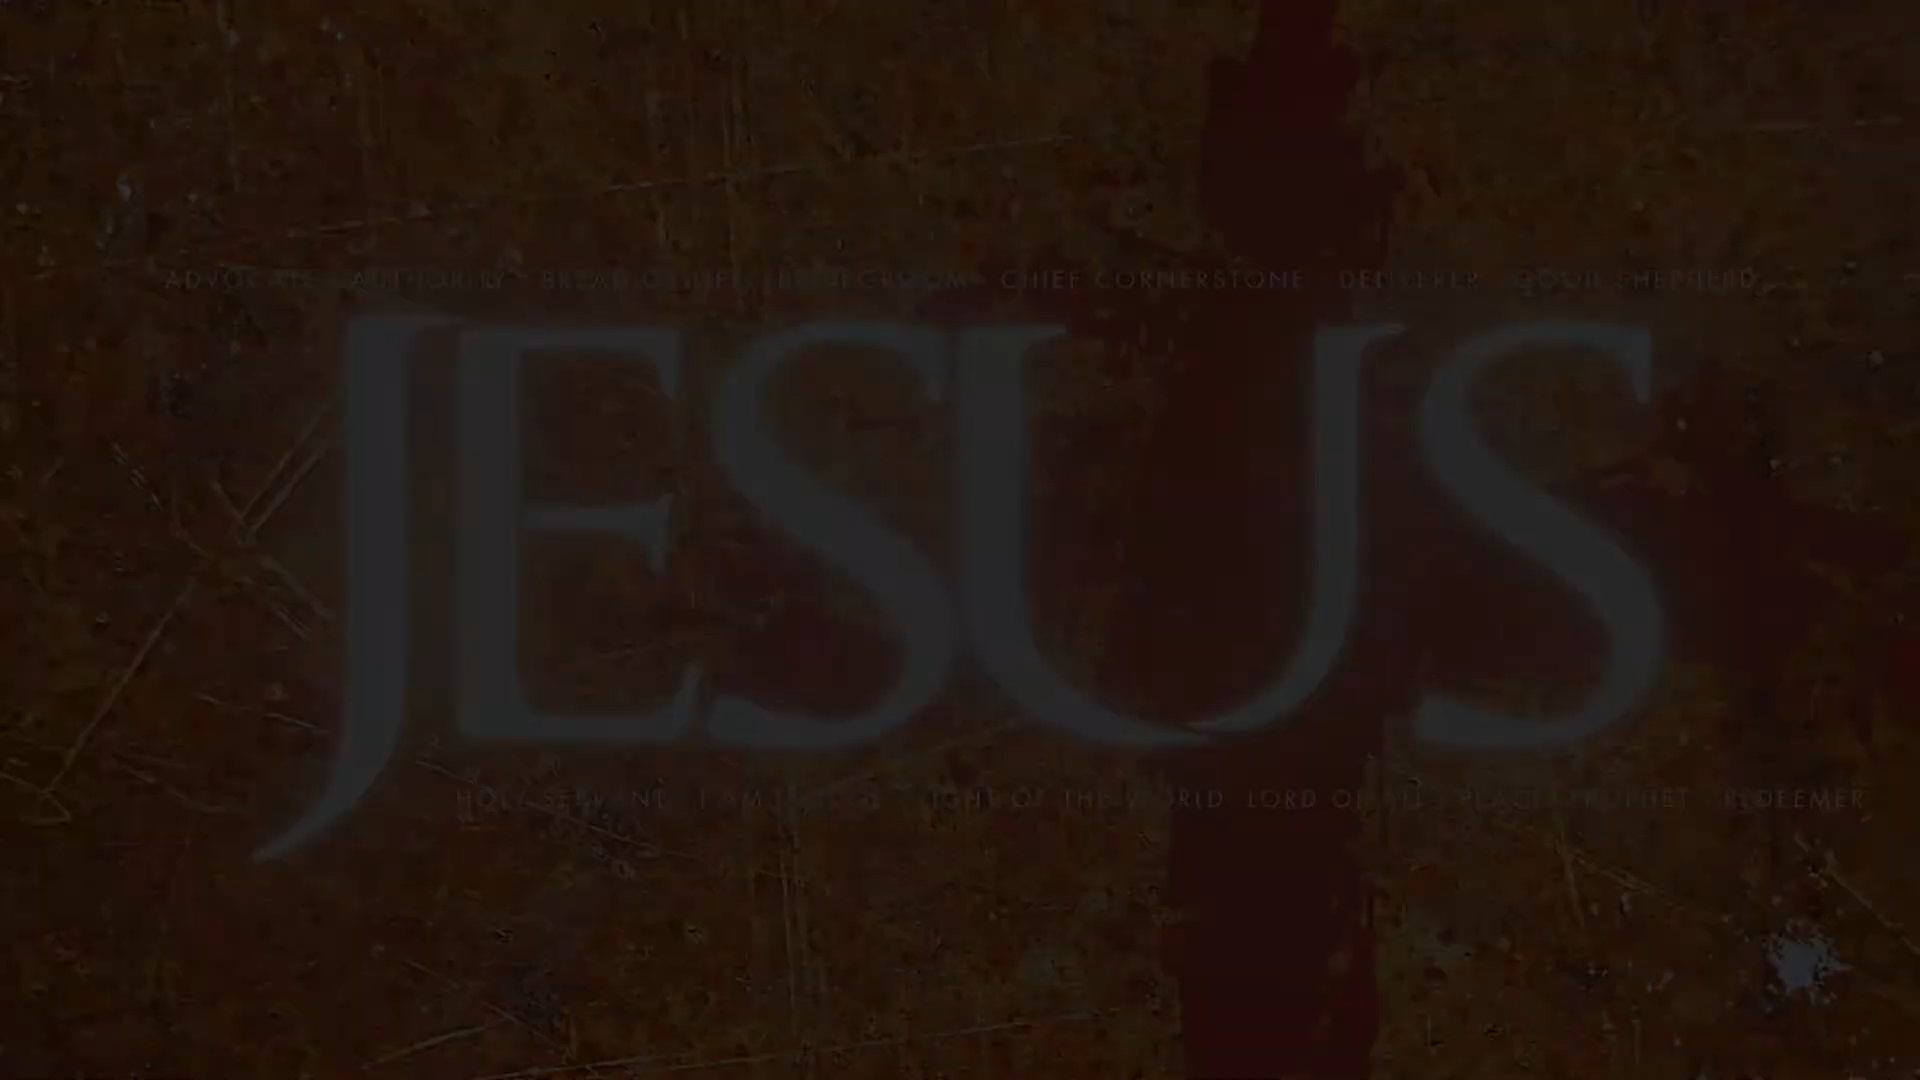 ADVOCATE AUTHORITY BREAD OF LIFE BRIDEGROOM CHIEF CORNERSTONE DELIVERER GOOD SHEPHERD
JESUS
HOLY SERVANT I AM LIGHT OF THE WORLD LORD OF ALL PEACE PROPHET REDEEMER